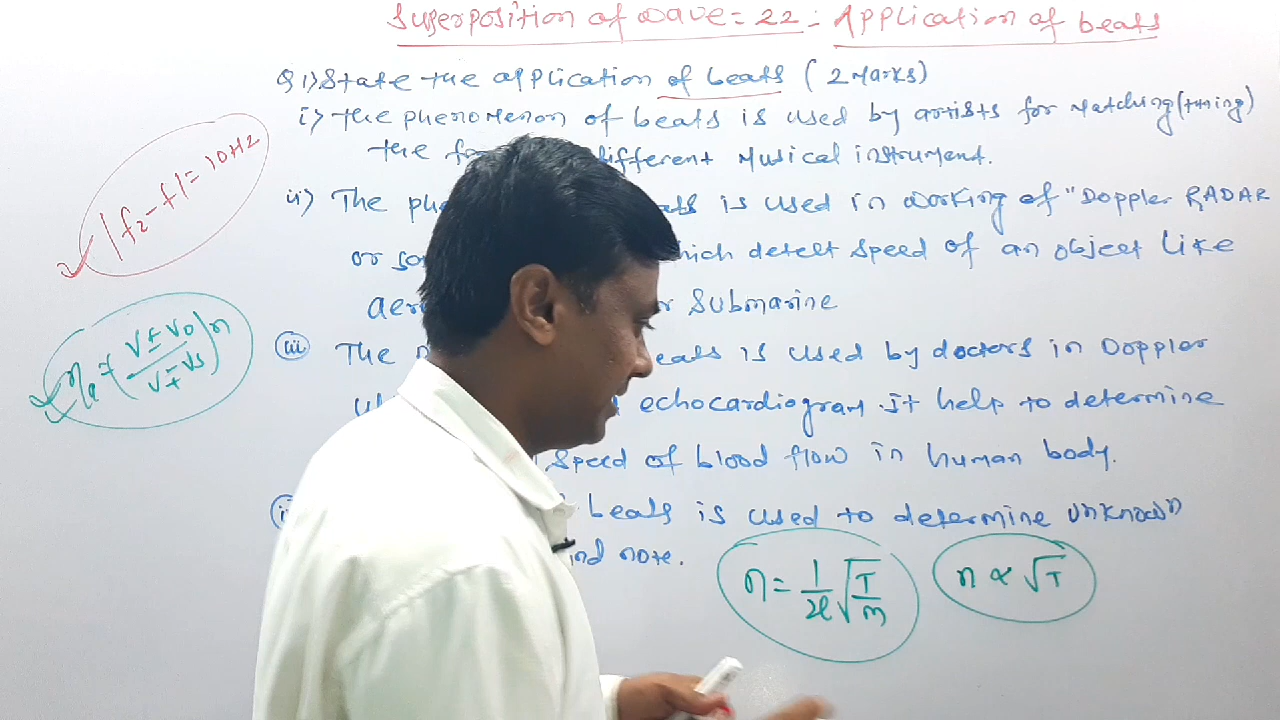 Superposition of wave = 22 - Application of beats
Q 1) State the application of beats ( 2 Marks)
i) the phenomenon of beats is used by artists for Matching (tuning)
the different Musical instrument.
ii) The is used in working of "Doppler RADAR
or detect speed of an object like
Submarine
iii) The is used by doctors in Doppler
echocardiogram. It help to determine
speed of blood flow in human body.
beats is used to determine unknown
note.
|f2 - f1| = 10Hz
na = (V ± V0 / V ∓ Vs) n
n = 1/2l √T/m
n ∝ √T